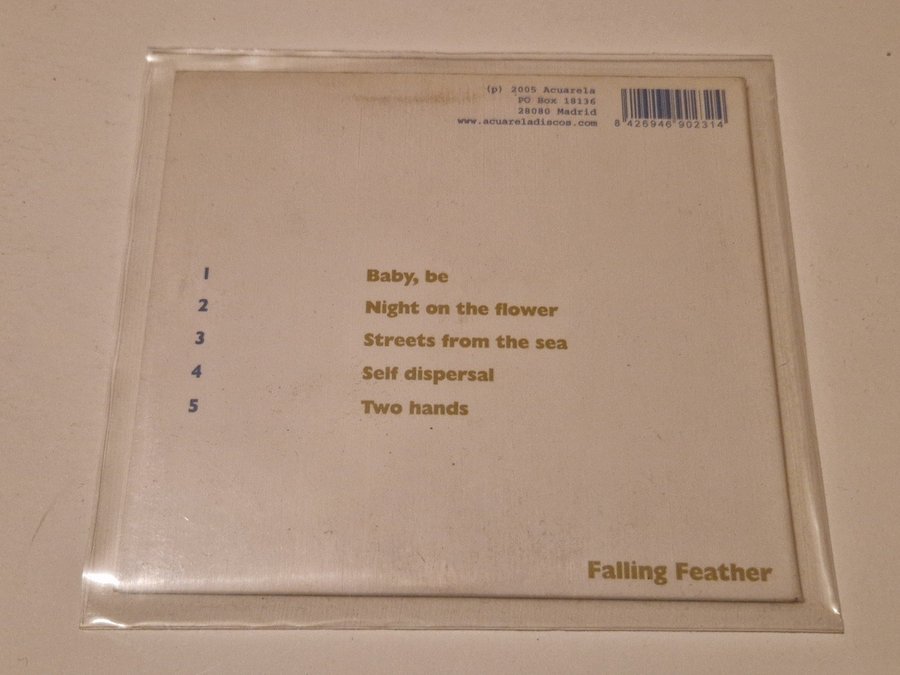 (p) 2005 Acuarela
PO Box 18136
28080 Madrid
www.acuareladiscos.com
8 426946 902314
1 Baby, be
2 Night on the flower
3 Streets from the sea
4 Self dispersal
5 Two hands
Falling Feather